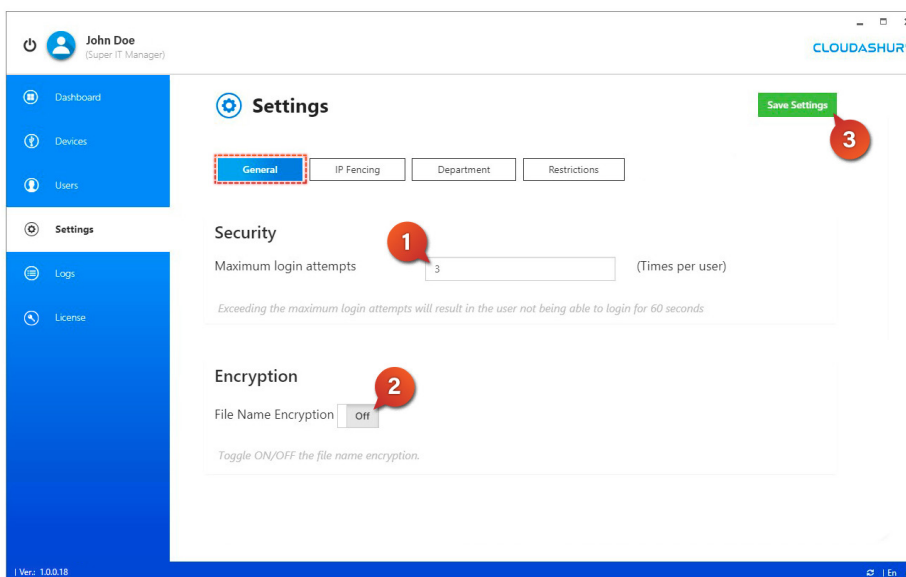 John Doe
(Super IT Manager)
CLOUDASHUR
Dashboard
Devices
Users
Settings
Logs
License
Settings
Save Settings
3
General IP Fencing Department Restrictions
Security
1
Maximum login attempts 3 (Times per user)
Exceeding the maximum login attempts will result in the user not being able to login for 60 seconds
Encryption
2
File Name Encryption Off
Toggle ON/OFF the file name encryption.
| Ver.: 1.0.0.18 | En